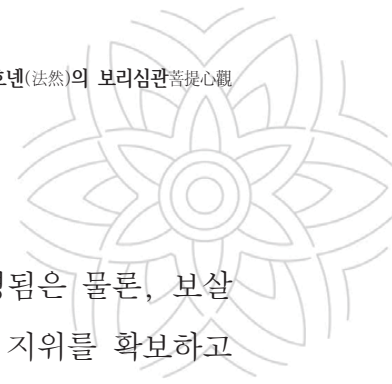 호넨(法然)의 보리심관菩提心觀
됨은 물론, 보살
지위를 확보하고